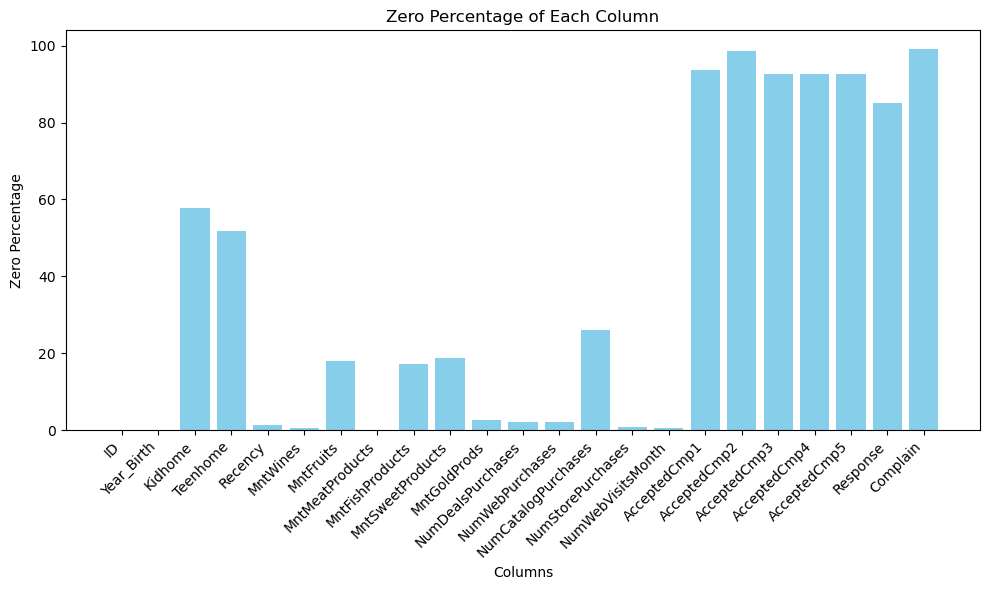 Zero Percentage of Each Column
Zero Percentage
100
80
60
40
20
0
ID
Year_Birth
Kidhome
Teenhome
Recency
MntWines
MntFruits
MntMeatProducts
MntFishProducts
MntSweetProducts
MntGoldProds
NumDealsPurchases
NumWebPurchases
NumCatalogPurchases
NumStorePurchases
NumWebVisitsMonth
AcceptedCmp1
AcceptedCmp2
AcceptedCmp3
AcceptedCmp4
AcceptedCmp5
Response
Complain
Columns